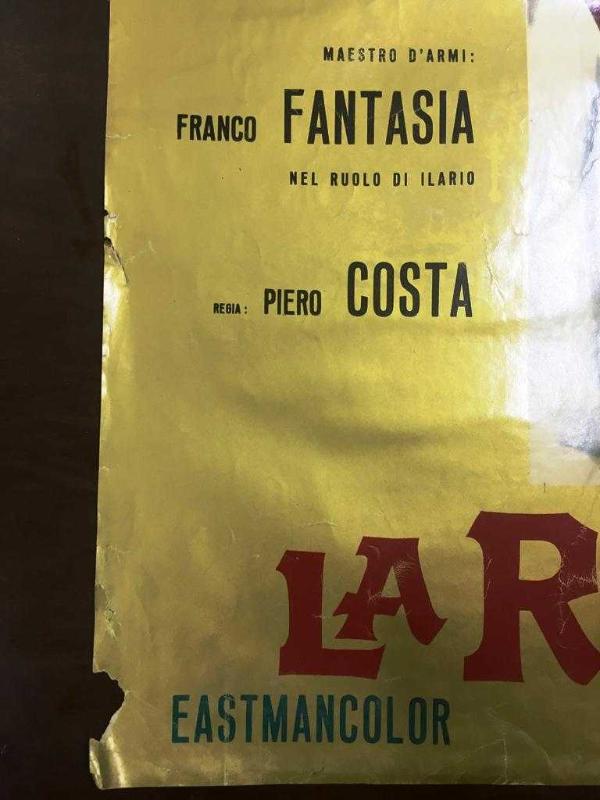 MAESTRO D'ARMI:
FRANCO FANTASIA
NEL RUOLO DI ILARIO
REGIA: PIERO COSTA
LA R
EASTMANCOLOR